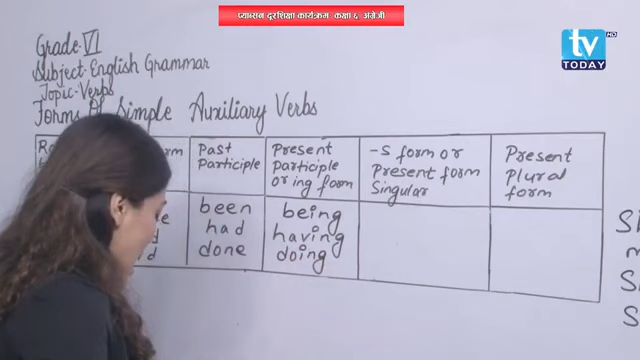 प्यान्सन दूरशिक्षा कार्यक्रम कक्षा ६ अंग्रेजी
tv HD
TODAY
Grade-VI
Subject-English Grammar
Topic-Verbs
Forms Of Simple Auxiliary Verbs
Past
Participle
Present
Participle
or ing form
-S form or
Present form
Singular
Present
plural
form
been
had
done
being
having
doing